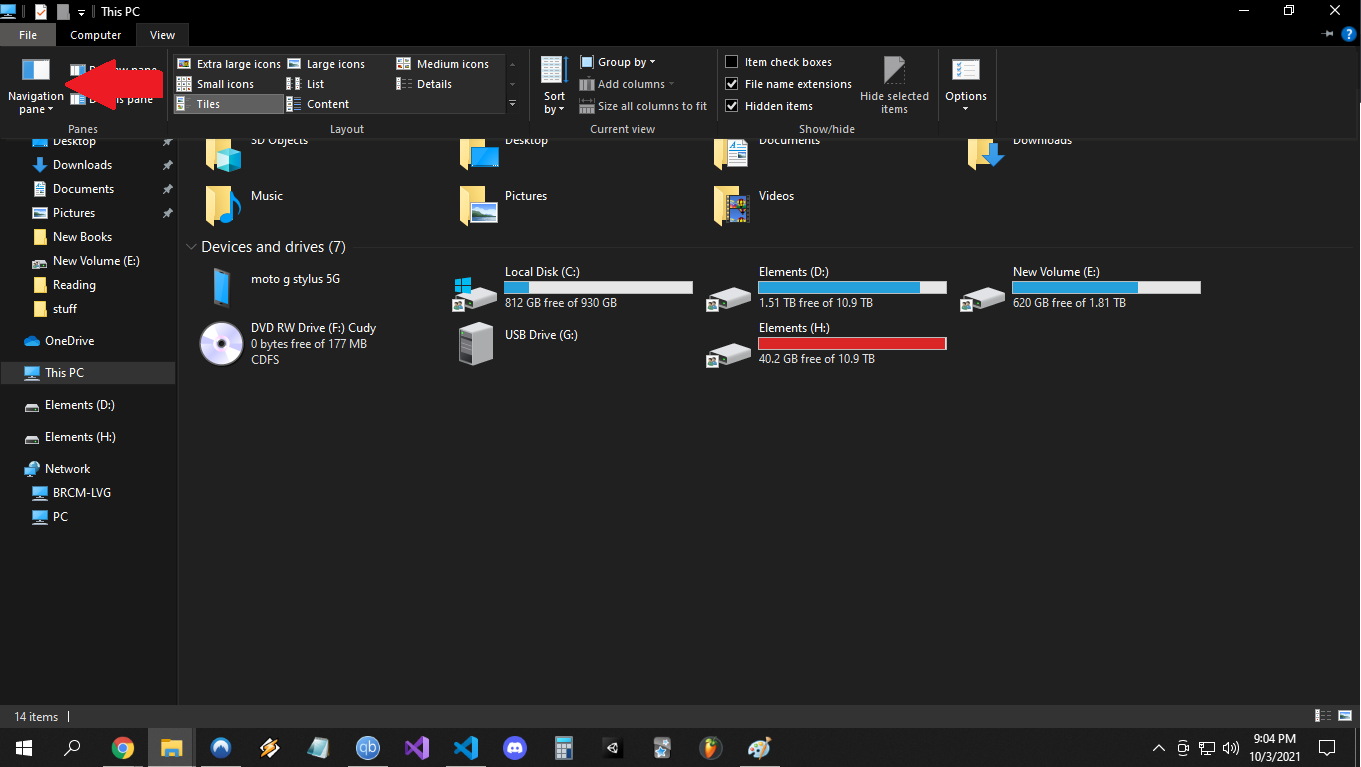 This PC
File Computer View
Navigation pane
pane
Panes
Extra large icons Large icons Medium icons
Small icons List Details
Tiles Content
Layout
Sort by
Group by
Add columns
Size all columns to fit
Current view
Item check boxes
File name extensions
Hidden items
Hide selected items
Show/hide
Options
Desktop
Downloads
Documents
Pictures
New Books
New Volume (E:)
Reading
stuff
OneDrive
This PC
Elements (D:)
Elements (H:)
Network
BRCM-LVG
PC
3D Objects Desktop Documents Downloads
Music Pictures Videos
Devices and drives (7)
moto g stylus 5G
Local Disk (C:)
812 GB free of 930 GB
Elements (D:)
1.51 TB free of 10.9 TB
New Volume (E:)
620 GB free of 1.81 TB
DVD RW Drive (F:) Cudy
0 bytes free of 177 MB
CDFS
USB Drive (G:)
Elements (H:)
40.2 GB free of 10.9 TB
14 items
qb
9:04 PM
10/3/2021